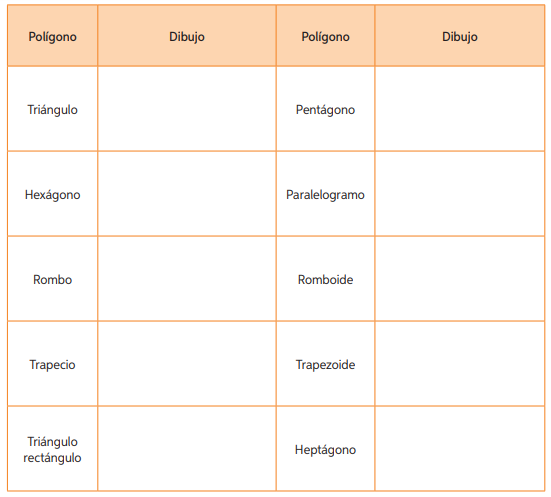 Polígono Dibujo Polígono Dibujo
Triángulo Pentágono
Hexágono Paralelogramo
Rombo Romboide
Trapecio Trapezoide
Triángulo
rectángulo
Heptágono